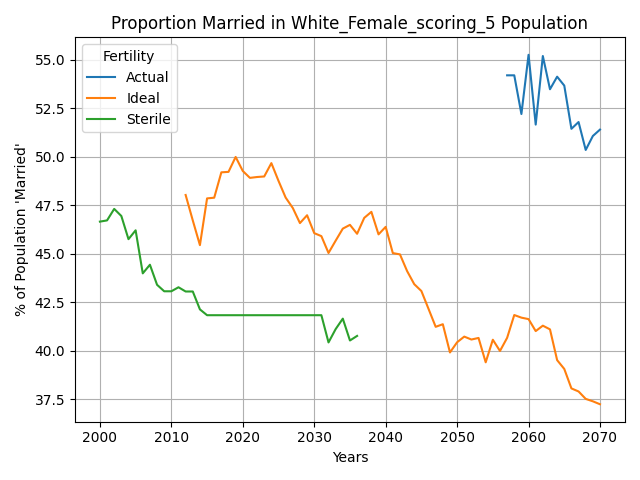 Proportion Married in White_Female_scoring_5 Population
Fertility
Actual
Ideal
Sterile
% of Population 'Married'
55.0
52.5
50.0
47.5
45.0
42.5
40.0
37.5
2000 2010 2020 2030 2040 2050 2060 2070
Years